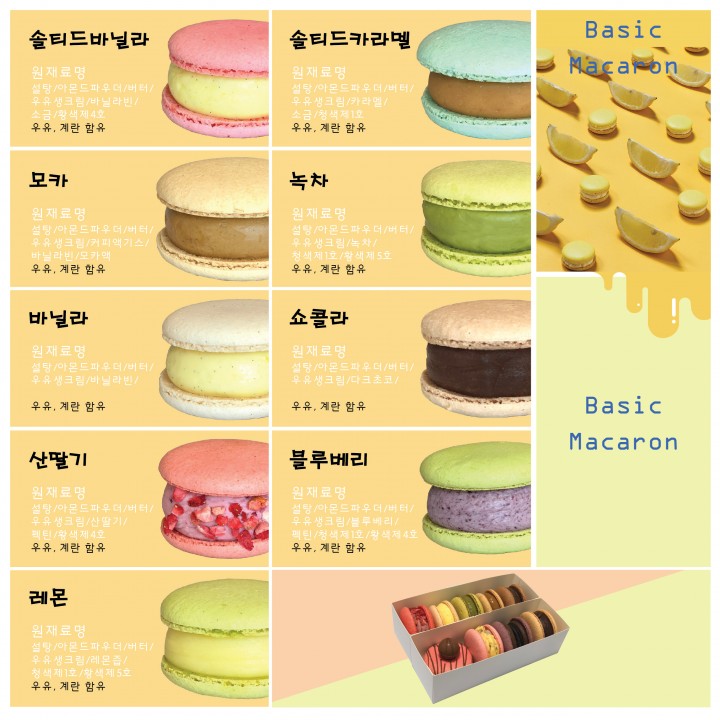 솔티드바닐라
원재료명
설탕/아몬드파우더/버터/
우유생크림/바닐라빈/
소금/황색제4호
우유, 계란 함유
솔티드카라멜
원재료명
설탕/아몬드파우더/버터/
우유생크림/카라멜/
소금/청색제1호
우유, 계란 함유
Basic
Macaron
모카
원재료명
설탕/아몬드파우더/버터/
우유생크림/커피엑기스/
바닐라빈/모카엑
우유, 계란 함유
녹차
원재료명
설탕/아몬드파우더/버터/
우유생크림/녹차/
청색제1호/황색제5호
우유, 계란 함유
바닐라
원재료명
설탕/아몬드파우더/버터/
우유생크림/바닐라빈/
우유, 계란 함유
쇼콜라
원재료명
설탕/아몬드파우더/버터/
우유생크림/다크초코/
우유, 계란 함유
Basic
Macaron
산딸기
원재료명
설탕/아몬드파우더/버터/
우유생크림/산딸기/
펙틴/황색제4호
우유, 계란 함유
블루베리
원재료명
설탕/아몬드파우더/버터/
우유생크림/블루베리/
펙틴/청색제1호/황색제4호
우유, 계란 함유
레몬
원재료명
설탕/아몬드파우더/버터/
우유생크림/레몬즙/
청색제1호/황색제5호
우유, 계란 함유